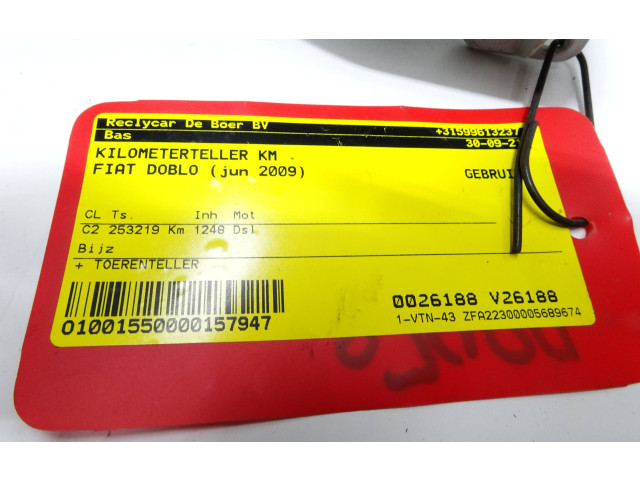 Reclycar De Boer BV +3159961323
Bas 30-09-2
KILOMETERTELLER KM .
FIAT DOBLO (jun 2009) GEBRUI
CL Ts. Inh Mot
C2 253219 Km 1248 Dsl
Bijz
+ TOERENTELLER
0026188 V26188
O1001550000157947
1-VTN-43 ZFA22300005689674